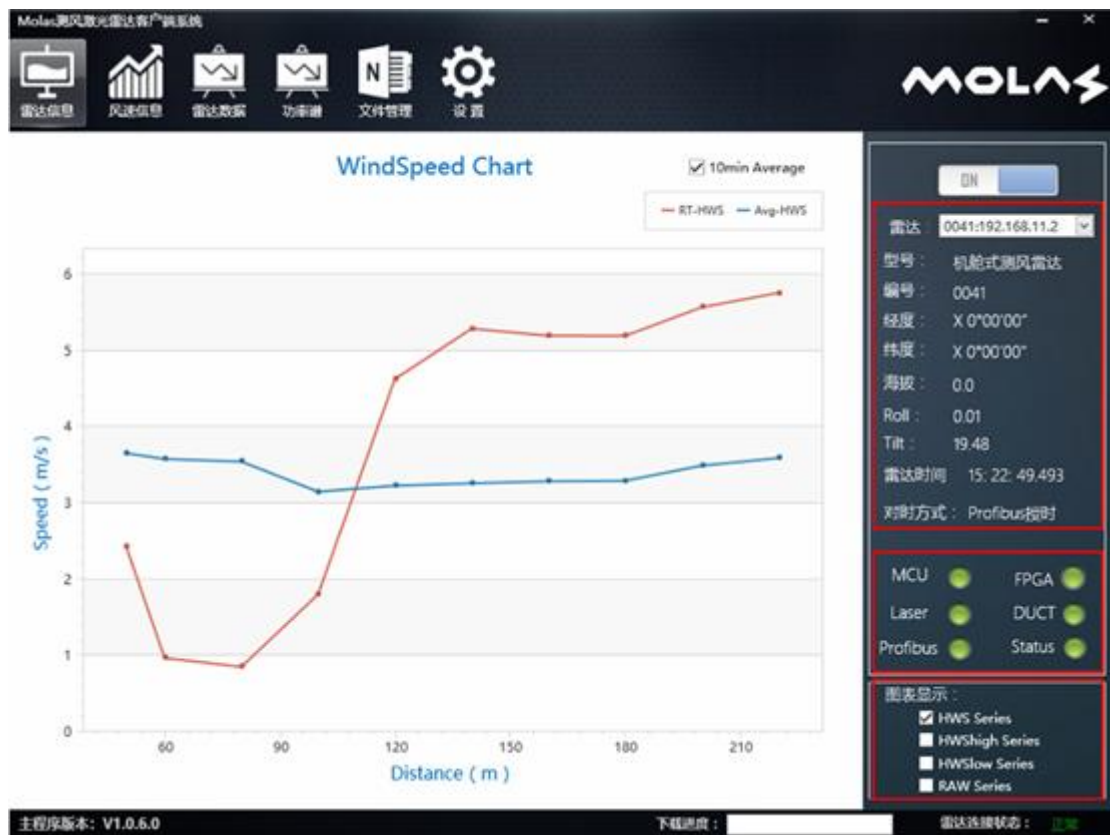 Molas测风激光雷达客户端系统
雷达信息 风速信息 雷达数据 功率谱 文件管理 设置
N
MOLAS
WindSpeed Chart
10min Average
RT-HWS Avg-HWS
ON
雷达： 0041:192.168.11.2
型号： 机舱式测风雷达
编号： 0041
经度： X 0°00'00"
纬度： X 0°00'00"
海拔： 0.0
Roll： 0.01
Tilt： 19.48
雷达时间 15: 22: 49.493
对时方式： Profibus授时
MCU FPGA
Laser DUCT
Profibus Status
图表显示：
HWS Series
HWShigh Series
HWSlow Series
RAW Series
Speed ( m/s )
6
5
4
3
2
1
0
60 90 120 150 180 210
Distance ( m )
主程序版本: V1.0.6.0 下载进度： 雷达连接状态： 正常